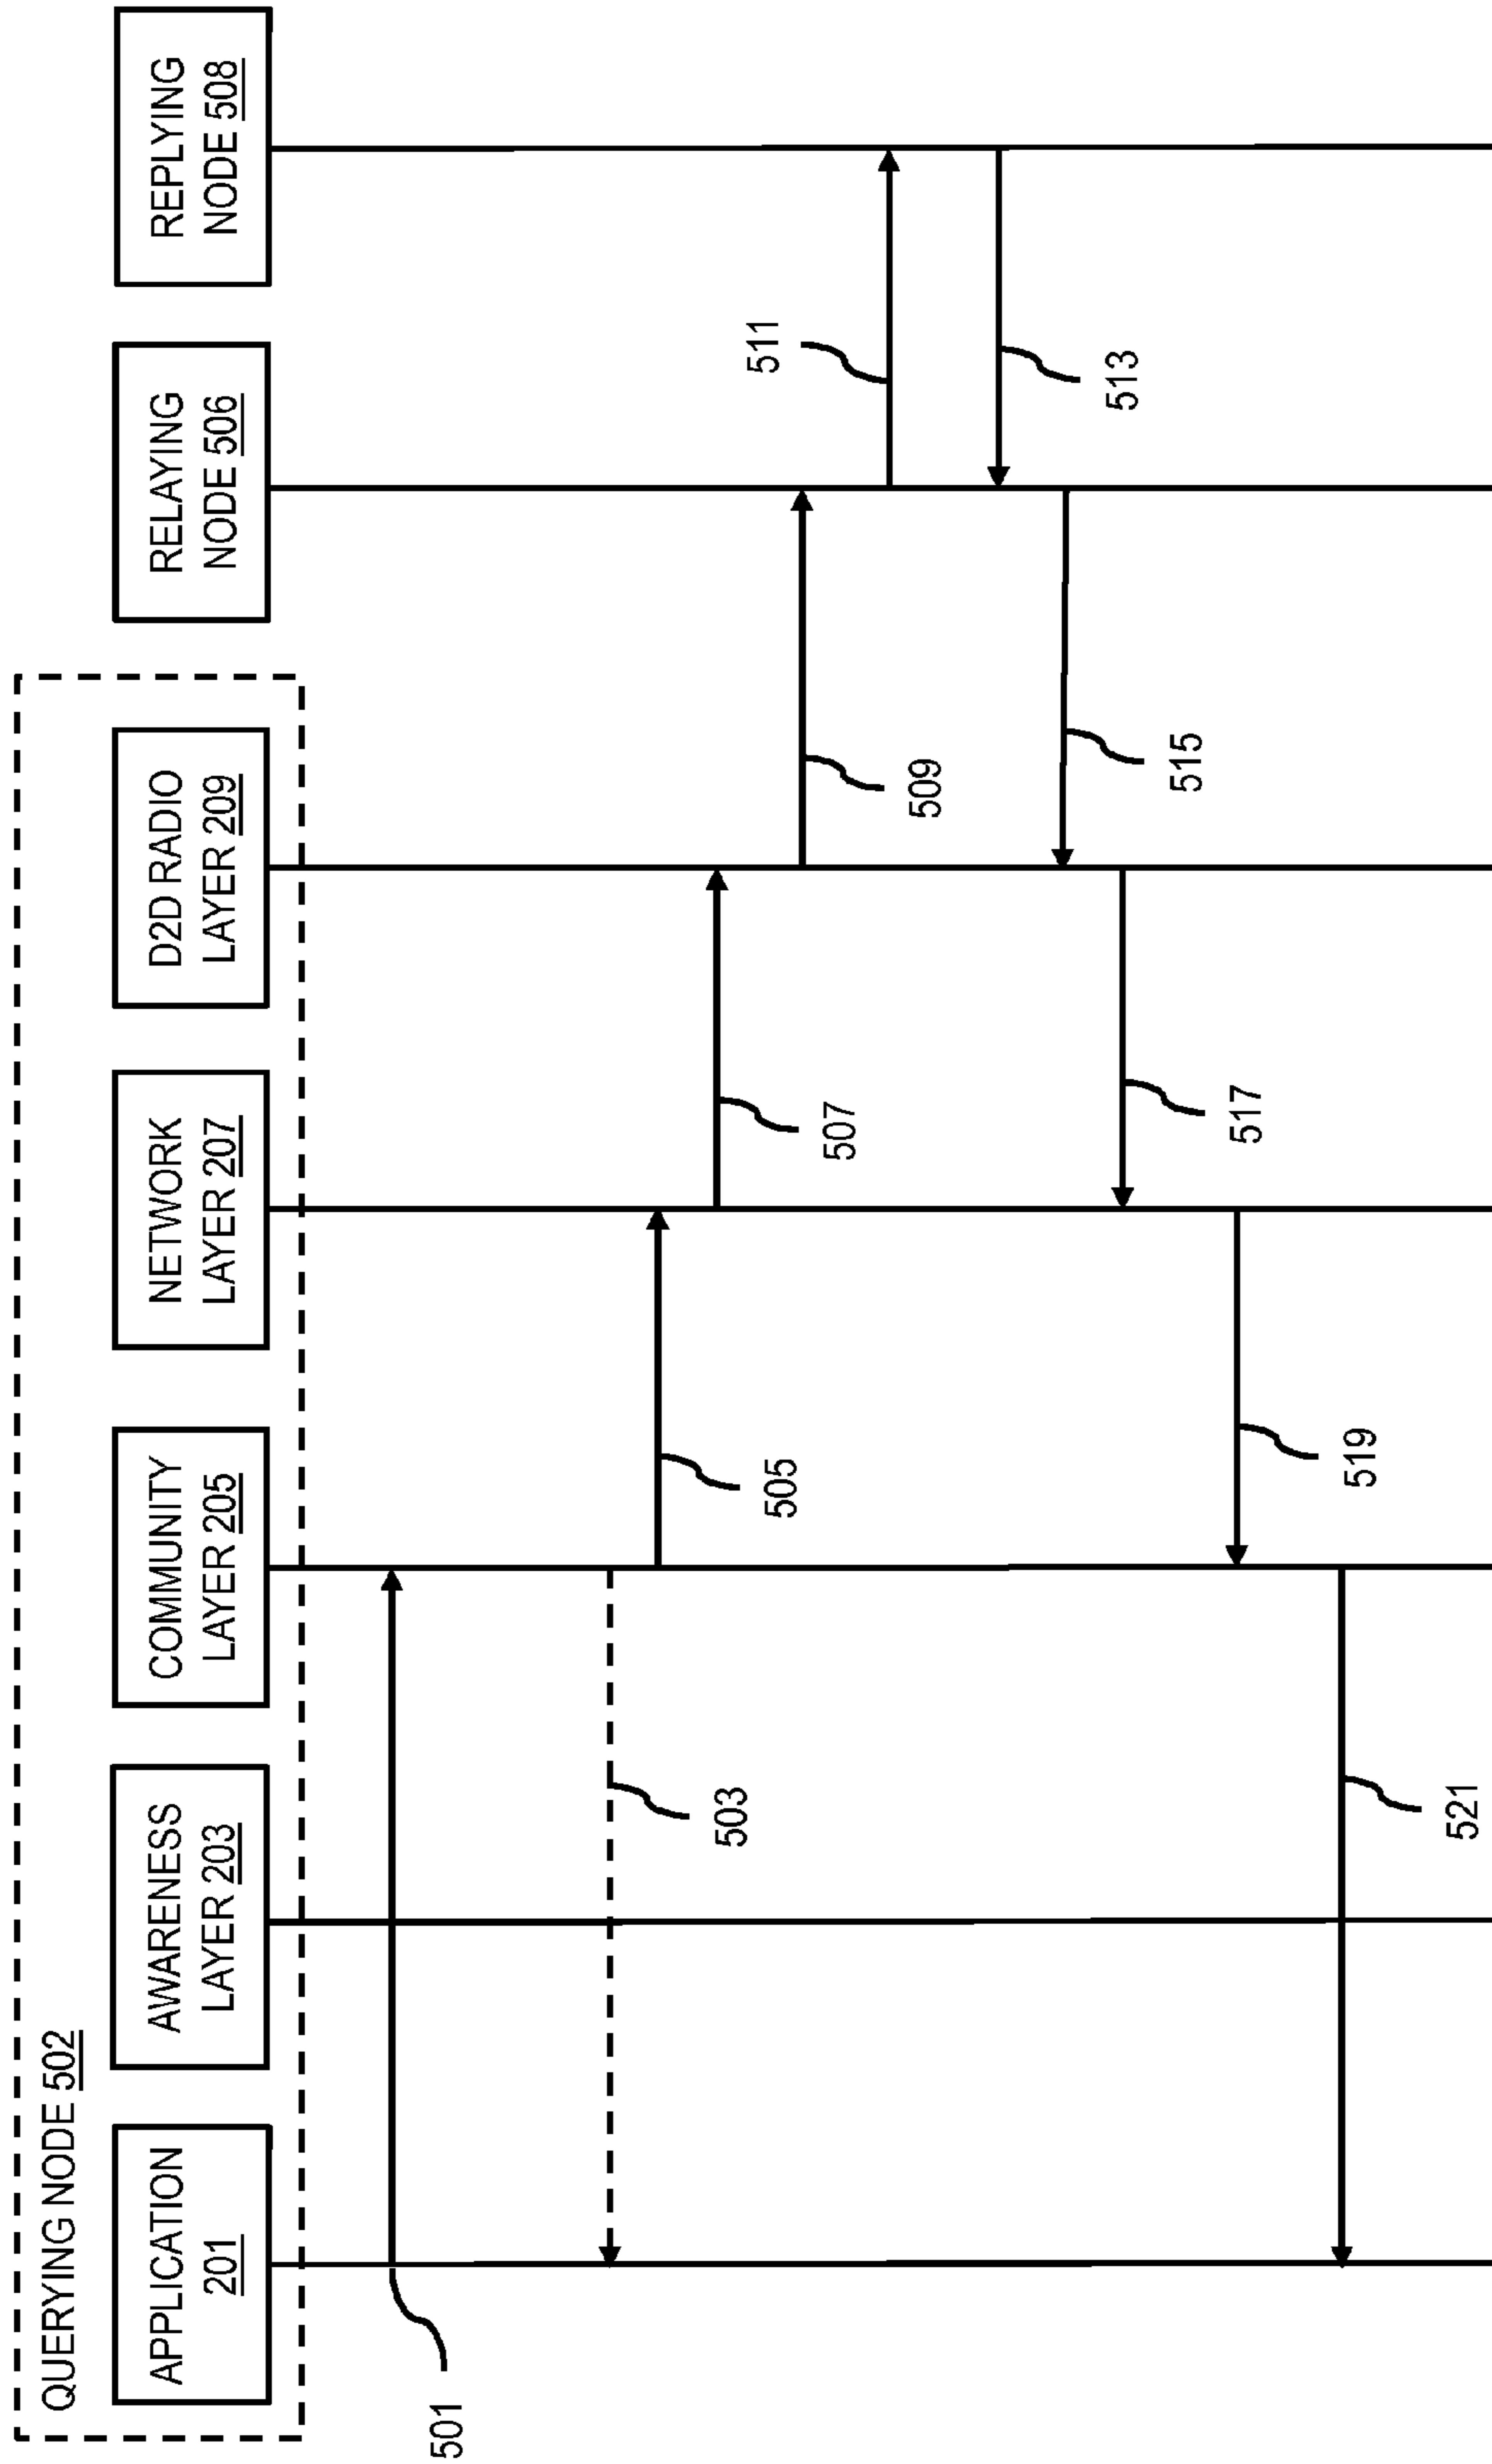 QUERYING NODE 502
APPLICATION
201
AWARENESS
LAYER 203
COMMUNITY
LAYER 205
NETWORK
LAYER 207
D2D RADIO
LAYER 209
RELAYING
NODE 506
REPLYING
NODE 508
501
503
505
507
509
511
513
515
517
519
521